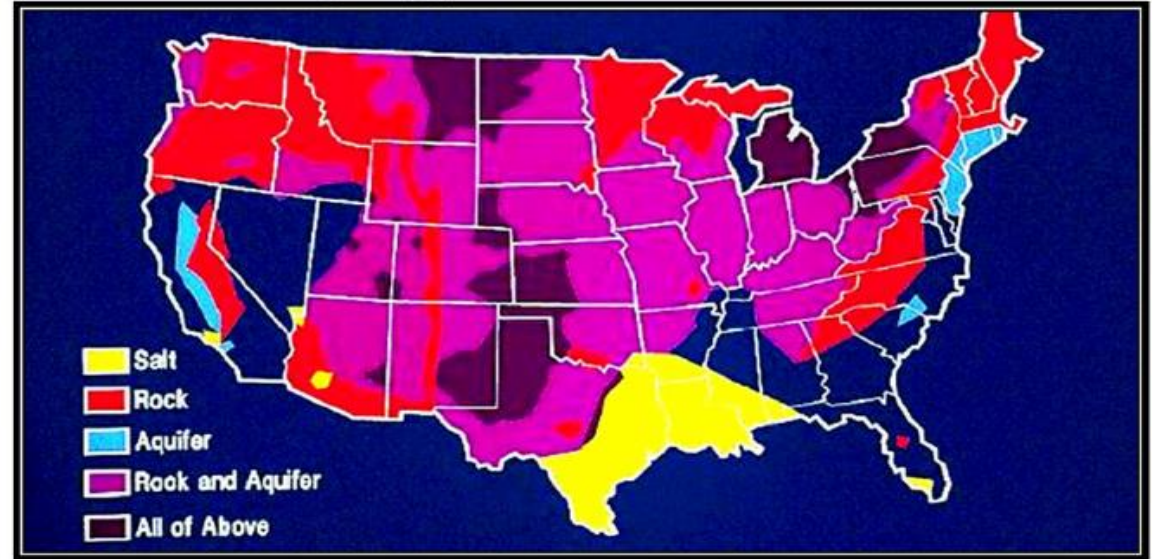 Salt
Rock
Aquifer
Rock and Aquifer
All of Above